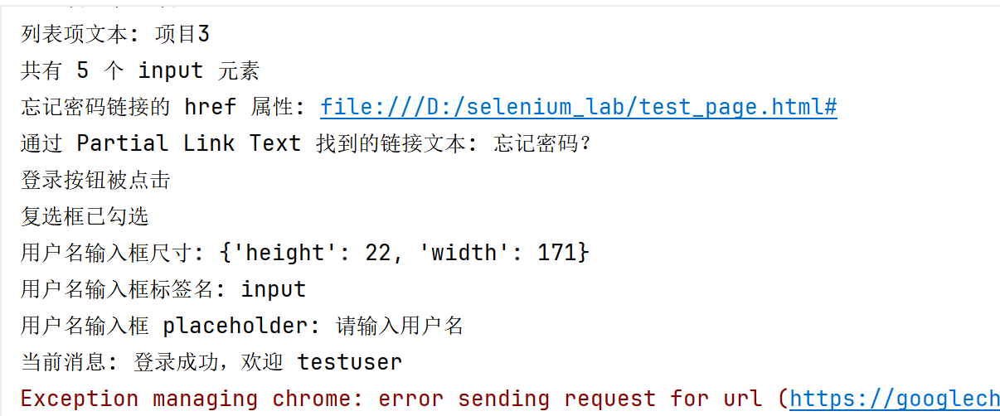 列表项文本: 项目3
共有 5 个 input 元素
忘记密码链接的 href 属性: file:///D:/selenium_lab/test_page.html#
通过 Partial Link Text 找到的链接文本: 忘记密码?
登录按钮被点击
复选框已勾选
用户名输入框尺寸: {'height': 22, 'width': 171}
用户名输入框标签名: input
用户名输入框 placeholder: 请输入用户名
当前消息: 登录成功，欢迎 testuser
Exception managing chrome: error sending request for url (https://googlech